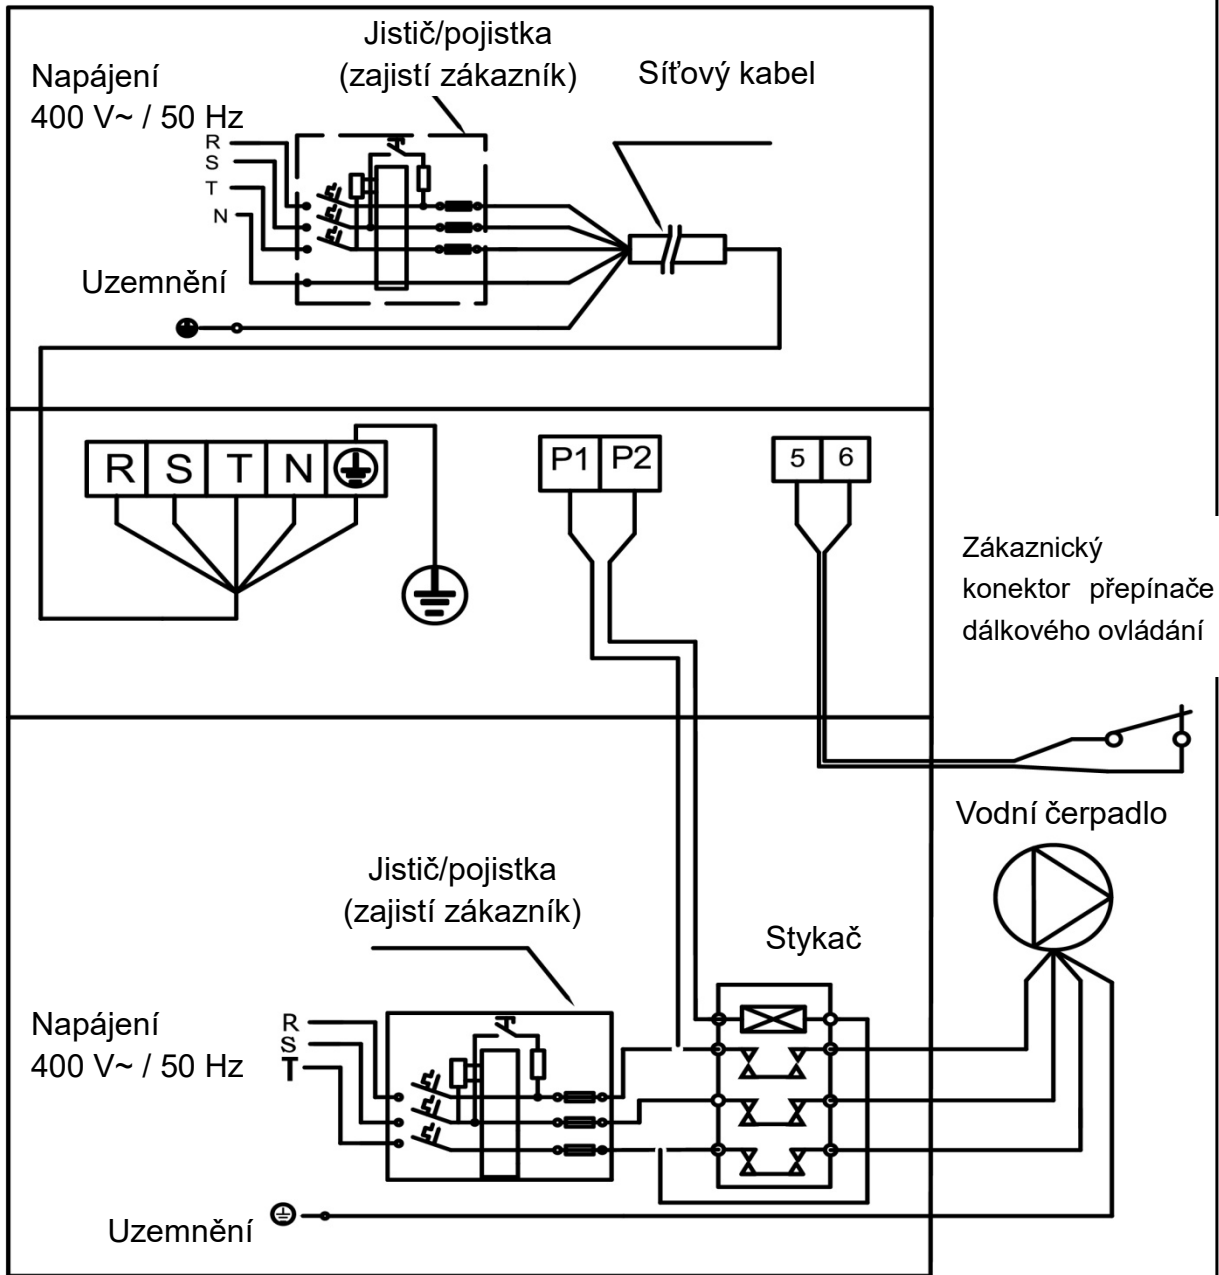 Jistič/pojistka
(zajistí zákazník)
Síťový kabel
Napájení
400 V~ / 50 Hz
R
S
T
N
Uzemnění
R S T N
P1 P2
5 6
Zákaznický
konektor přepínače
dálkového ovládání
Vodní čerpadlo
Jistič/pojistka
(zajistí zákazník)
Stykač
Napájení
400 V~ / 50 Hz
R
S
T
Uzemnění